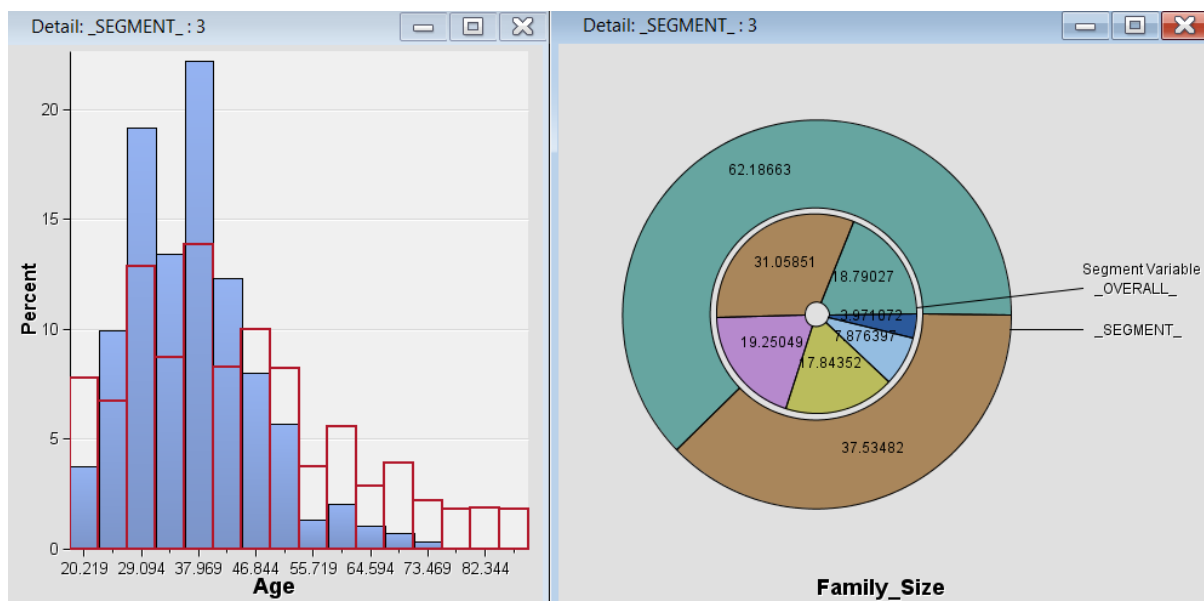 Detail: _SEGMENT_ : 3
20
15
10
5
0
Percent
20.219 29.094 37.969 46.844 55.719 64.594 73.469 82.344
Age
Detail: _SEGMENT_ : 3
62.18663
31.05851
18.79027
3.971072
7.876397
19.25049
17.84352
37.53482
Segment Variable
_OVERALL_
_SEGMENT_
Family_Size